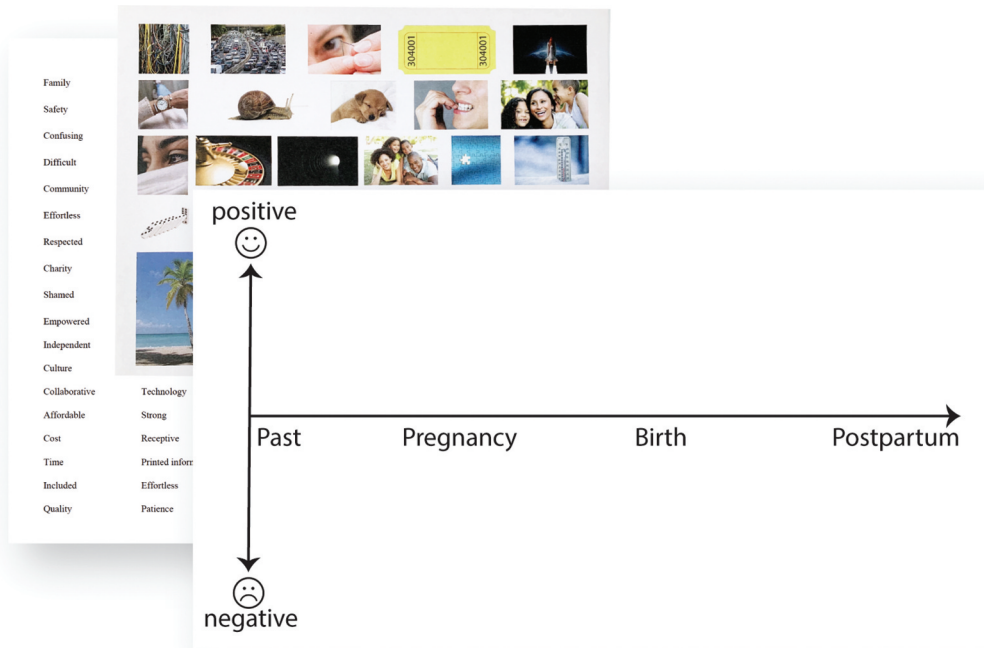 304001
304001
Family
Safety
Confusing
Difficult
Community
Effortless
Respected
Charity
Shamed
Empowered
Independent
Culture
Collaborative
Affordable
Cost
Time
Included
Quality
Technology
Strong
Receptive
Printed
Effortless
Patience
positive
Past
Pregnancy
Birth
Postpartum
negative